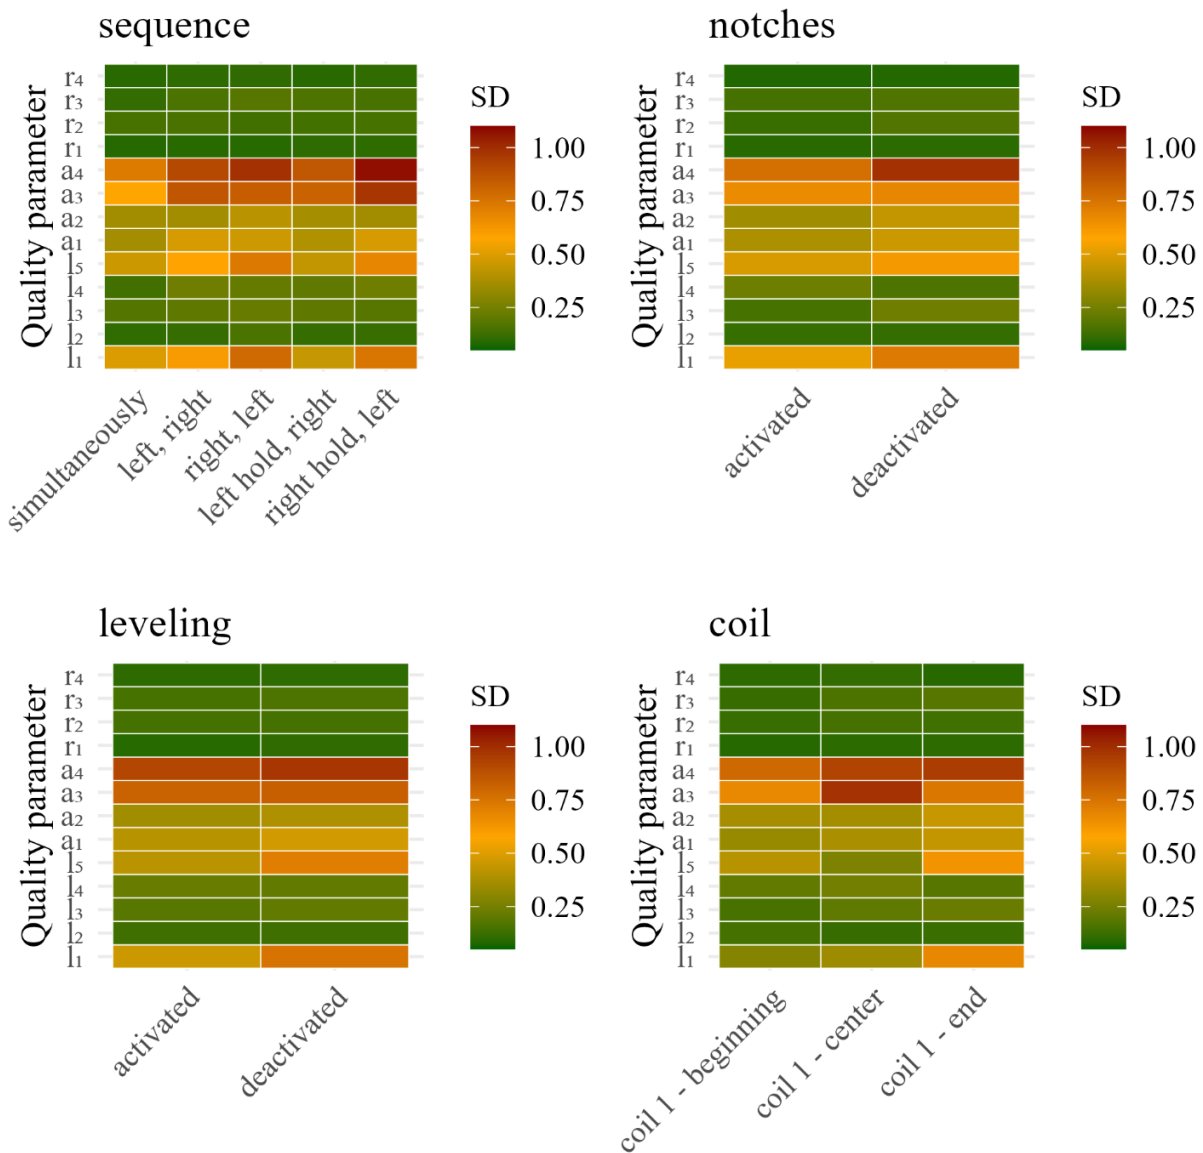 sequence
Quality parameter
r4
r3
r2
r1
a4
a3
a2
a1
l5
l4
l3
l2
l1
simultaneously
left, right
right, left
left hold, right
right hold, left
SD
1.00
0.75
0.50
0.25
notches
Quality parameter
r4
r3
r2
r1
a4
a3
a2
a1
l5
l4
l3
l2
l1
activated
deactivated
SD
1.00
0.75
0.50
0.25
leveling
Quality parameter
r4
r3
r2
r1
a4
a3
a2
a1
l5
l4
l3
l2
l1
activated
deactivated
SD
1.00
0.75
0.50
0.25
coil
Quality parameter
r4
r3
r2
r1
a4
a3
a2
a1
l5
l4
l3
l2
l1
coil 1 - beginning
coil 1 - center
coil 1 - end
SD
1.00
0.75
0.50
0.25